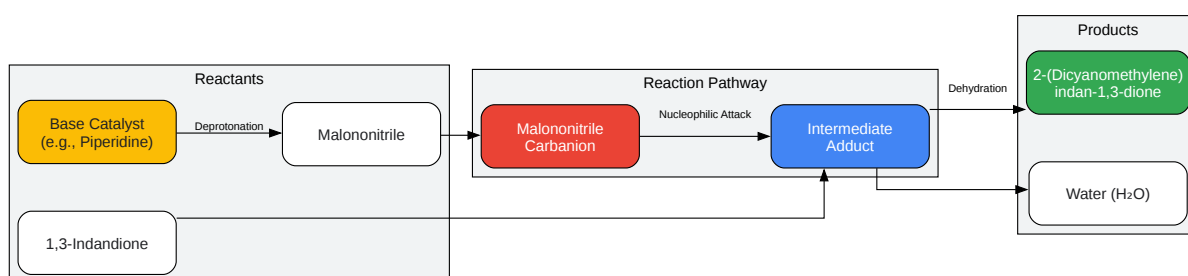 Products
Reactants
Reaction Pathway
2-(Dicyanomethylene)
indan-1,3-dione
Dehydration
Base Catalyst
(e.g., Piperidine)
Deprotonation
Malononitrile
Malononitrile
Carbanion
Nucleophilic Attack
Intermediate
Adduct
Water (H₂O)
1,3-Indandione